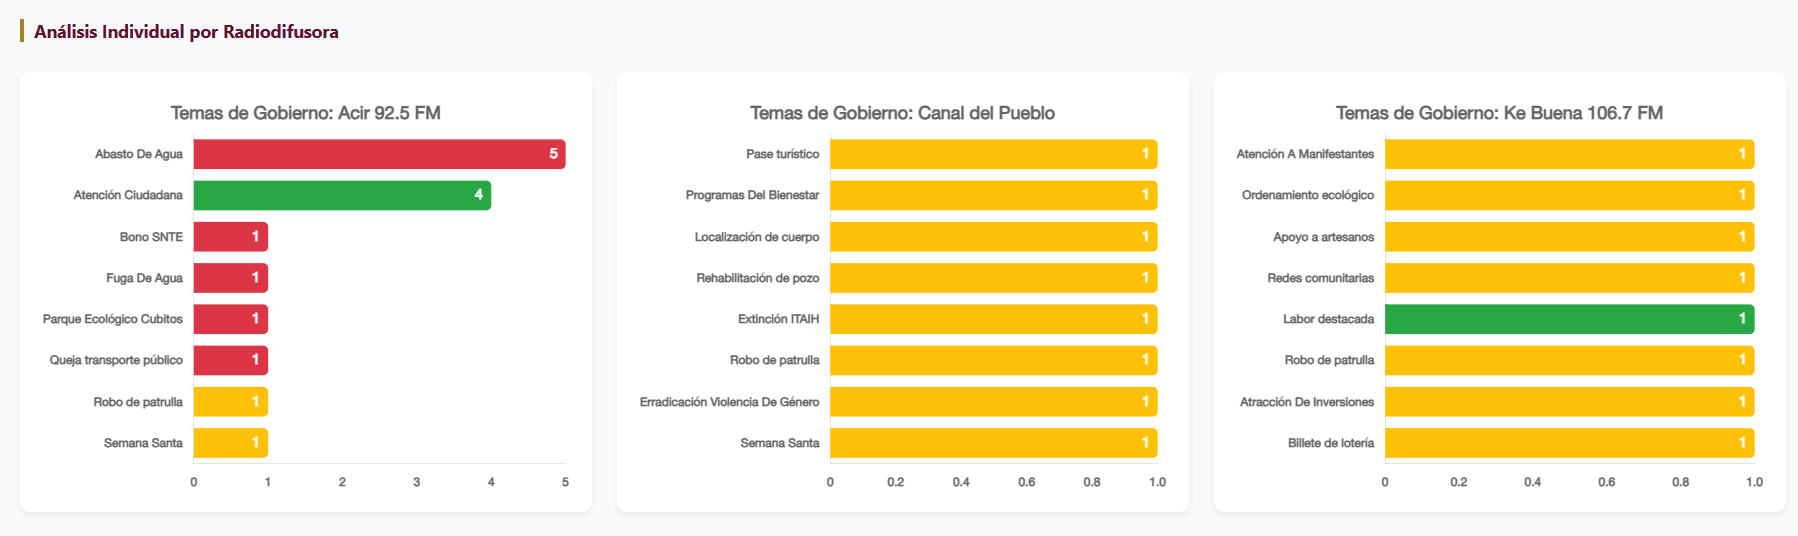 Análisis Individual por Radiodifusora
Temas de Gobierno: Acir 92.5 FM
Abasto De Agua 5
Atención Ciudadana 4
Bono SNTE 1
Fuga De Agua 1
Parque Ecológico Cubitos 1
Queja transporte público 1
Robo de patrulla 1
Semana Santa 1
0 1 2 3 4 5
Temas de Gobierno: Canal del Pueblo
Pase turístico 1
Programas Del Bienestar 1
Localización de cuerpo 1
Rehabilitación de pozo 1
Extinción ITAIH 1
Robo de patrulla 1
Erradicación Violencia De Género 1
Semana Santa 1
0 0.2 0.4 0.6 0.8 1.0
Temas de Gobierno: Ke Buena 106.7 FM
Atención A Manifestantes 1
Ordenamiento ecológico 1
Apoyo a artesanos 1
Redes comunitarias 1
Labor destacada 1
Robo de patrulla 1
Atracción De Inversiones 1
Billete de lotería 1
0 0.2 0.4 0.6 0.8 1.0